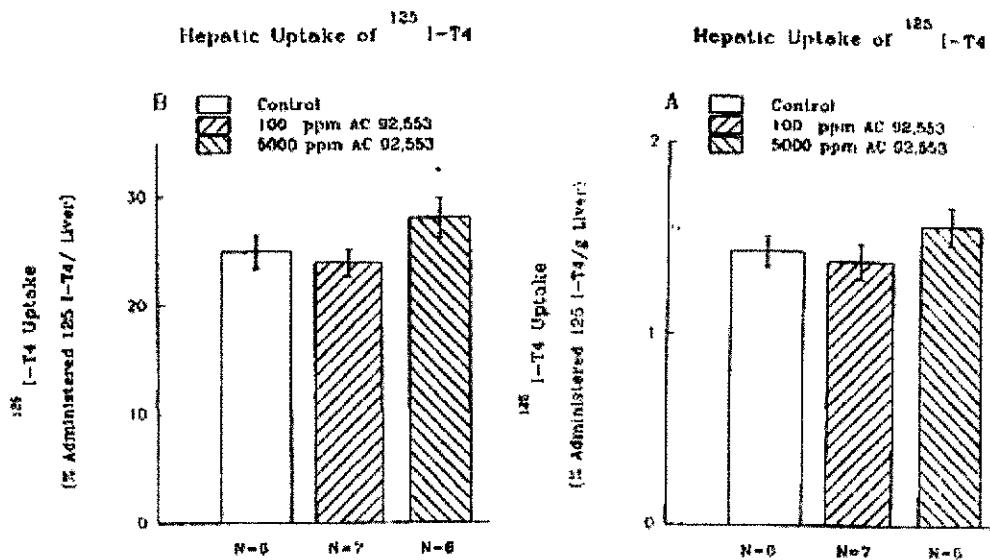 Hepatic Uptake of 125 I-T4
B
Control
100 ppm AC 92,553
5000 ppm AC 92,553
30
20
10
0
125 I-T4 Uptake
(% Administered 125 I-T4/ Liver)
N=6
N=7
N=6
Hepatic Uptake of 125 I-T4
A
Control
100 ppm AC 92,553
5000 ppm AC 92,553
2
1
0
125 I-T4 Uptake
(% Administered 125 I-T4/g Liver)
N=6
N=7
N=6